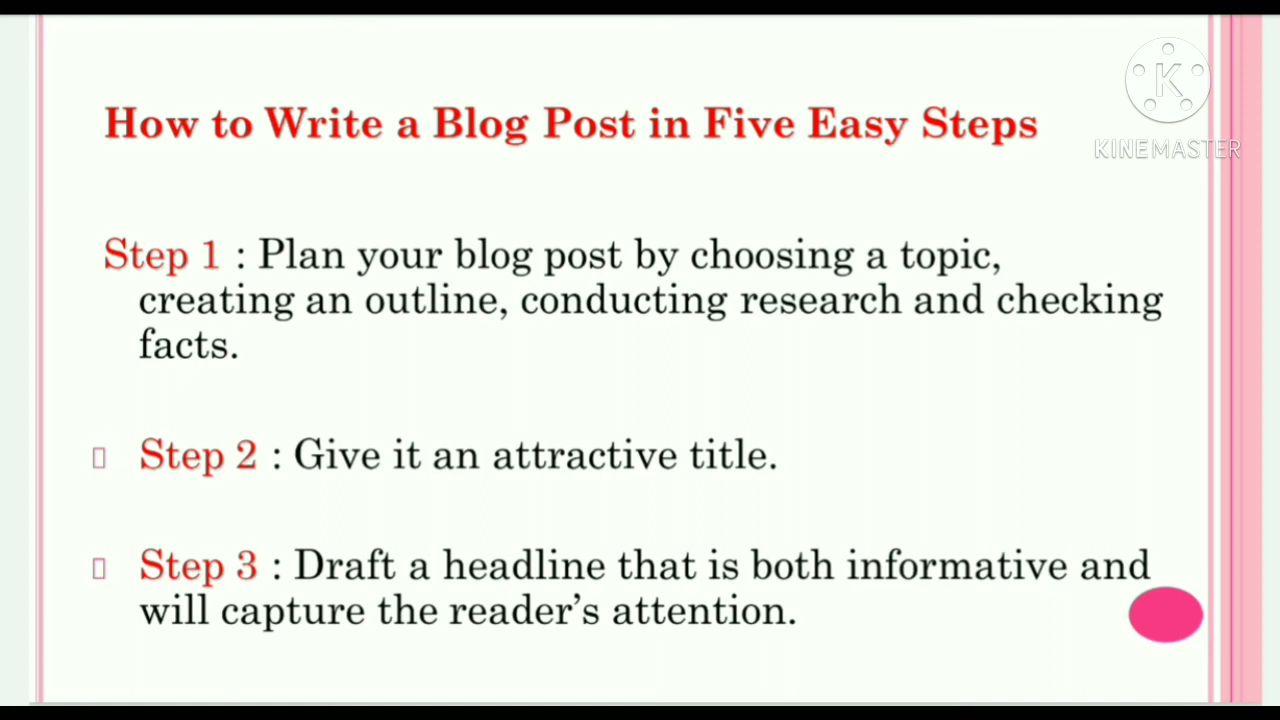 How to Write a Blog Post in Five Easy Steps
K
KINEMASTER
Step 1 : Plan your blog post by choosing a topic,
creating an outline, conducting research and checking
facts.
Step 2 : Give it an attractive title.
Step 3 : Draft a headline that is both informative and
will capture the reader’s attention.